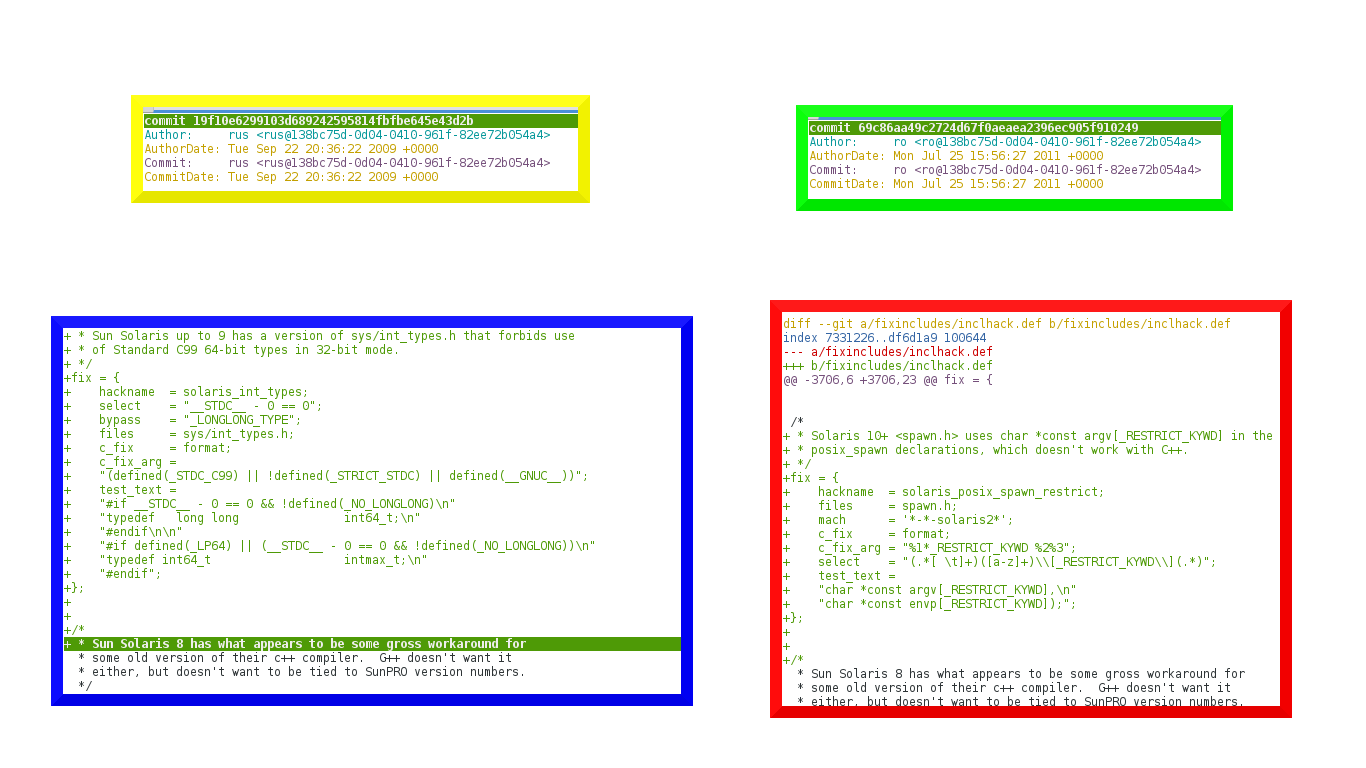 commit 19f10e6299103d689242595814fbfbe645e43d2b
Author:     rus <rus@138bc75d-0d04-0410-961f-82ee72b054a4>
AuthorDate: Tue Sep 22 20:36:22 2009 +0000
Commit:     rus <rus@138bc75d-0d04-0410-961f-82ee72b054a4>
CommitDate: Tue Sep 22 20:36:22 2009 +0000
commit 69c86aa49c2724d67f0aeaea2396ec905f910249
Author:     ro <ro@138bc75d-0d04-0410-961f-82ee72b054a4>
AuthorDate: Mon Jul 25 15:56:27 2011 +0000
Commit:     ro <ro@138bc75d-0d04-0410-961f-82ee72b054a4>
CommitDate: Mon Jul 25 15:56:27 2011 +0000
+ * Sun Solaris up to 9 has a version of sys/int_types.h that forbids use
+ * of Standard C99 64-bit types in 32-bit mode.
+ */
+fix = {
+    hackname  = solaris_int_types;
+    select    = "__STDC__ - 0 == 0";
+    bypass    = "_LONGLONG_TYPE";
+    files     = sys/int_types.h;
+    c_fix     = format;
+    c_fix_arg =
+    "(defined(_STDC_C99) || !defined(_STRICT_STDC) || defined(__GNUC__))";
+    test_text =
+    "#if __STDC__ - 0 == 0 && !defined(_NO_LONGLONG)\n"
+    "typedef   long long               int64_t;\n"
+    "#endif\n\n"
+    "#if defined(_LP64) || (__STDC__ - 0 == 0 && !defined(_NO_LONGLONG))\n"
+    "typedef int64_t                   intmax_t;\n"
+    "#endif";
+};
+
+
+/*
+ * Sun Solaris 8 has what appears to be some gross workaround for
  * some old version of their c++ compiler.  G++ doesn't want it
  * either, but doesn't want to be tied to SunPRO version numbers.
  */
diff --git a/fixincludes/inclhack.def b/fixincludes/inclhack.def
index 7331226..df6d1a9 100644
--- a/fixincludes/inclhack.def
+++ b/fixincludes/inclhack.def
@@ -3706,6 +3706,23 @@ fix = {
 /*
+ * Solaris 10+ <spawn.h> uses char *const argv[_RESTRICT_KYWD] in the
+ * posix_spawn declarations, which doesn't work with C++.
+ */
+fix = {
+    hackname  = solaris_posix_spawn_restrict;
+    files     = spawn.h;
+    mach      = '*-*-solaris2*';
+    c_fix     = format;
+    c_fix_arg = "%1*_RESTRICT_KYWD %2%3";
+    select    = "(.*[ \t]+)([a-z]+)\\[_RESTRICT_KYWD\\](.*)";
+    test_text =
+    "char *const argv[_RESTRICT_KYWD],\n"
+    "char *const envp[_RESTRICT_KYWD]);";
+};
+
+
+/*
  * Sun Solaris 8 has what appears to be some gross workaround for
  * some old version of their c++ compiler.  G++ doesn't want it
  * either, but doesn't want to be tied to SunPRO version numbers.